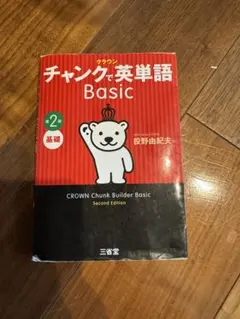 クラウン
チャンクで英単語
Basic
第2版
基礎
投野由紀夫
CROWN Chunk Builder Basic
Second Edition
三省堂